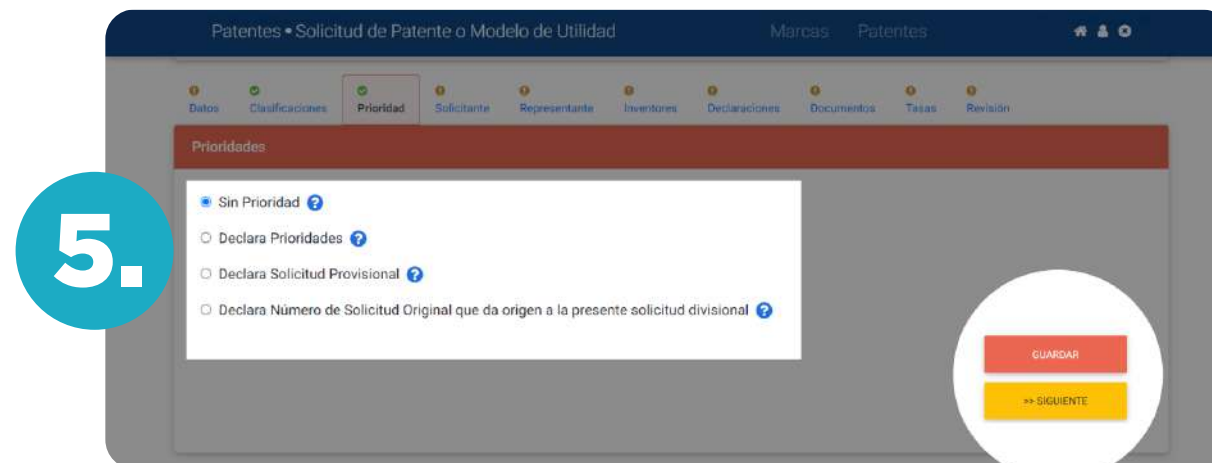 Patentes • Solicitud de Patente o Modelo de Utilidad
Marcas Patentes
Datos Clasificaciones Prioridad Solicitante Representante Inventores Declaraciones Documentos Tasas Revisión
Prioridades
5.
Sin Prioridad ?
Declara Prioridades ?
Declara Solicitud Provisional ?
Declara Número de Solicitud Original que da origen a la presente solicitud divisional ?
GUARDAR
>> SIGUIENTE